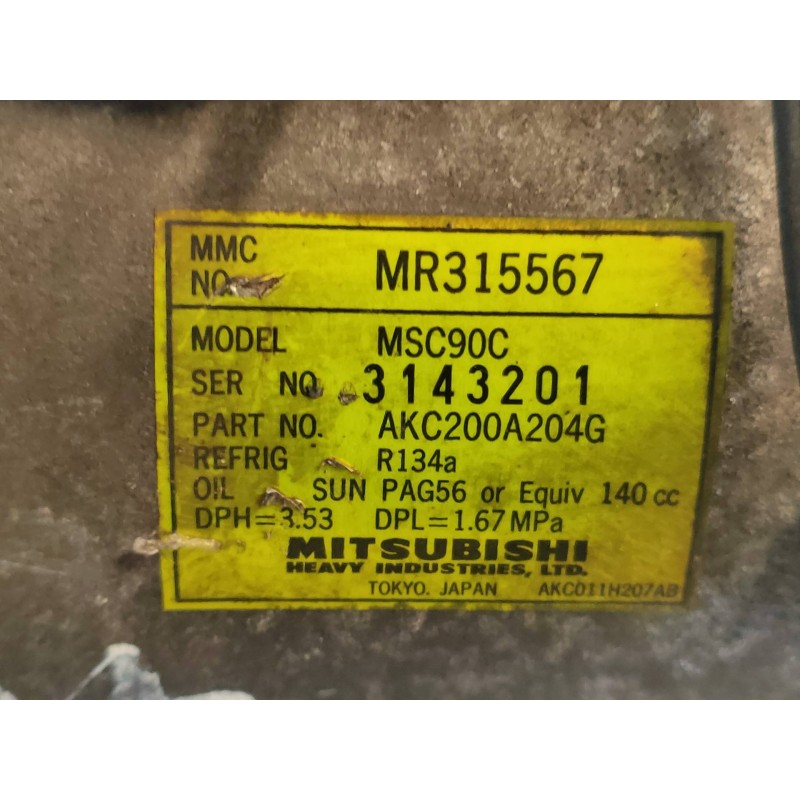 MMC
NO. MR315567
MODEL MSC90C
SER NO. 3143201
PART NO. AKC200A204G
REFRIG R134a
OIL SUN PAG56 or Equiv 140 cc
DPH=3.53 DPL=1.67 MPa
MITSUBISHI
HEAVY INDUSTRIES, LTD.
TOKYO. JAPAN AKC011H207AB